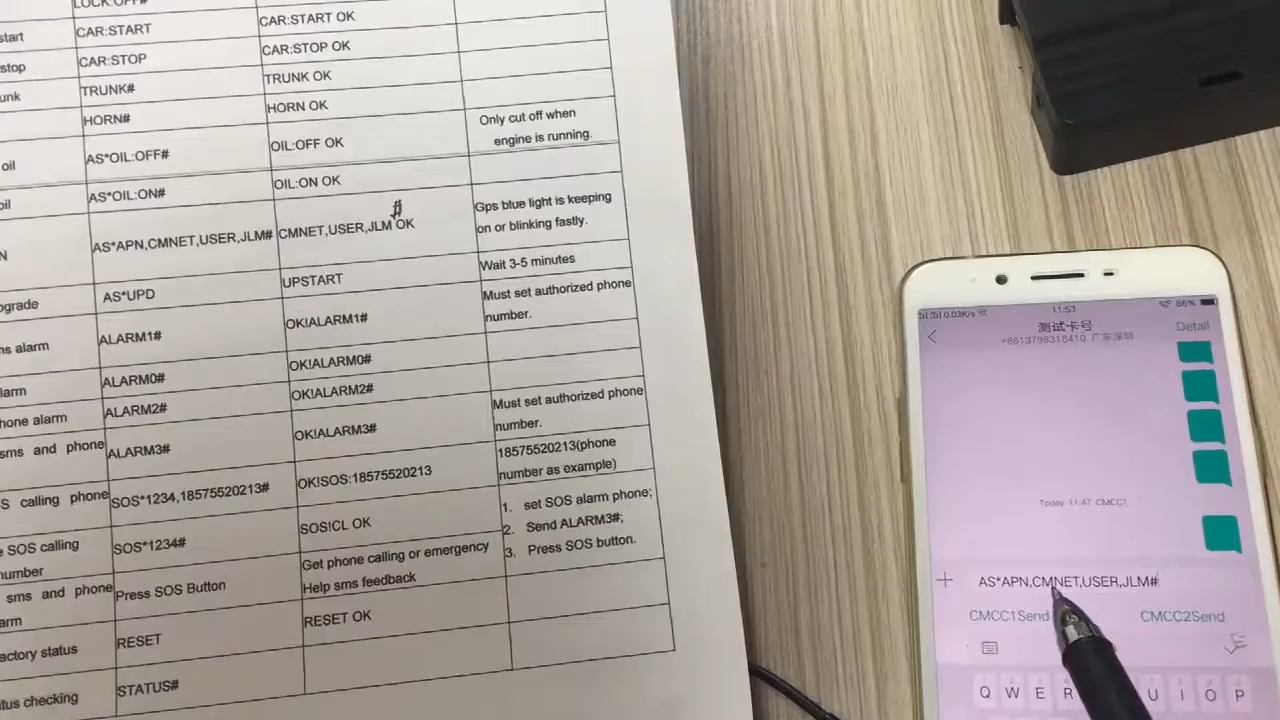 LOCK:OFF#
start CAR:START CAR:START OK
stop CAR:STOP CAR:STOP OK
unk TRUNK# TRUNK OK
HORN# HORN OK
oil AS*OIL:OFF# OIL:OFF OK Only cut off when
engine is running.
oil AS*OIL:ON# OIL:ON OK
#
N AS*APN,CMNET,USER,JLM# CMNET,USER,JLM OK Gps blue light is keeping
on or blinking fastly.
pgrade AS*UPD UPSTART Wait 3-5 minutes
ns alarm ALARM1# OK!ALARM1# Must set authorized phone
number.
larm ALARM0# OK!ALARM0#
hone alarm ALARM2# OK!ALARM2#
sms and phone ALARM3# OK!ALARM3# Must set authorized phone
number.
S calling phone SOS*1234,18575520213# OK!SOS:18575520213 18575520213(phone
number as example)
e SOS calling
number SOS*1234# SOS!CL OK 1. set SOS alarm phone;
2. Send ALARM3#;
3. Press SOS button.
sms and phone
arm Press SOS Button Get phone calling or emergency
Help sms feedback
actory status RESET RESET OK
atus checking STATUS#
0.03K/s 11:53 86%
测试卡号 Detail
+8613798318410 广东深圳
Today 11:47 CMCC1
AS*APN,CMNET,USER,JLM#
CMCC1Send CMCC2Send
Q W E R U I O P